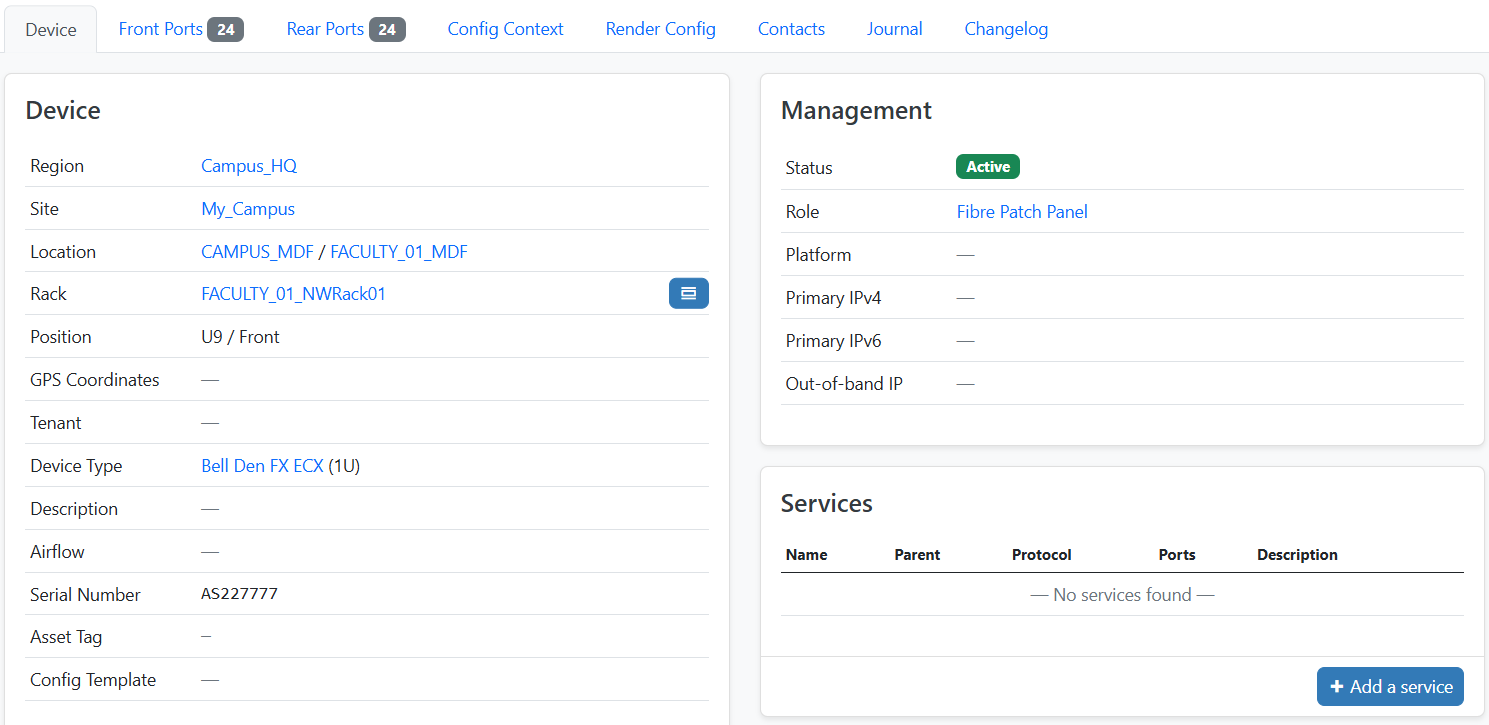 Device Front Ports 24 Rear Ports 24 Config Context Render Config Contacts Journal Changelog
Device
Region Campus_HQ
Site My_Campus
Location CAMPUS_MDF / FACULTY_01_MDF
Rack FACULTY_01_NWRack01
Position U9 / Front
GPS Coordinates —
Tenant —
Device Type Bell Den FX ECX (1U)
Description —
Airflow —
Serial Number AS227777
Asset Tag –
Config Template —
Management
Status Active
Role Fibre Patch Panel
Platform —
Primary IPv4 —
Primary IPv6 —
Out-of-band IP —
Services
Name Parent Protocol Ports Description
— No services found —
+ Add a service